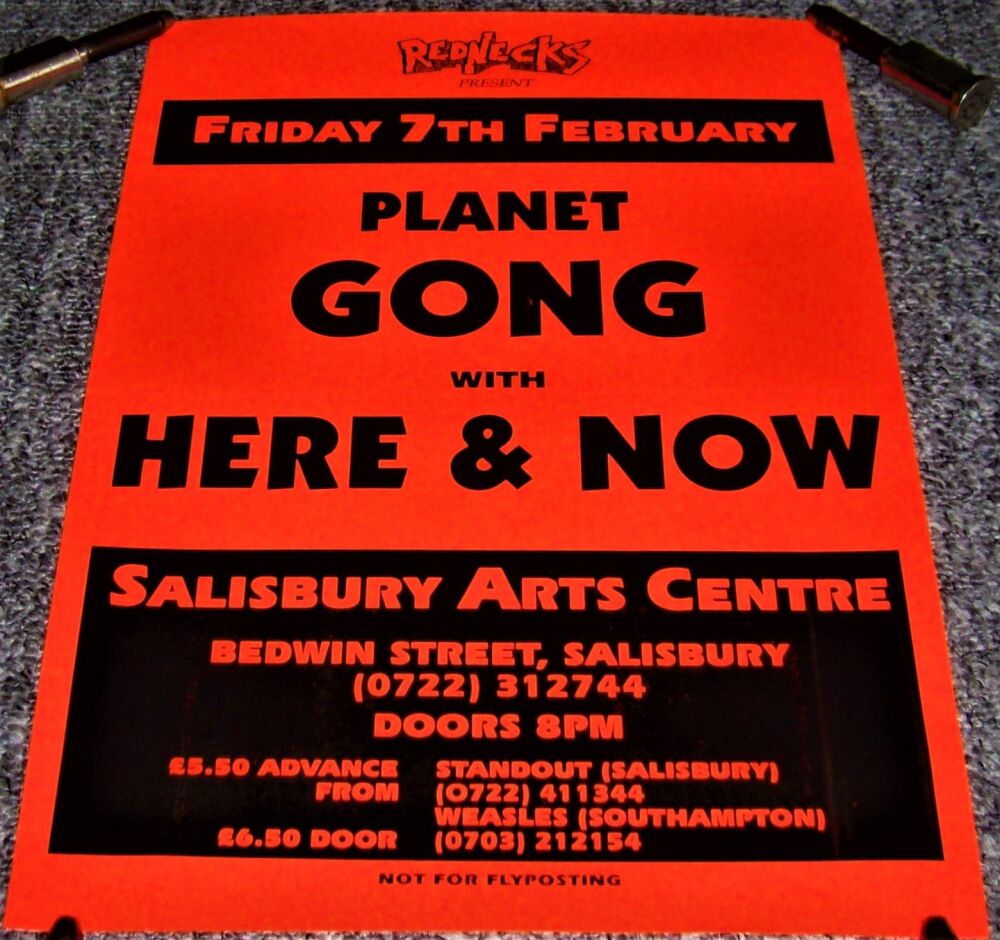 REDNECKS
PRESENT
FRIDAY 7TH FEBRUARY
PLANET
GONG
WITH
HERE & NOW
SALISBURY ARTS CENTRE
BEDWIN STREET, SALISBURY
(0722) 312744
DOORS 8PM
£5.50 ADVANCE STANDOUT (SALISBURY)
FROM (0722) 411344
WEASLES (SOUTHAMPTON)
£6.50 DOOR (0703) 212154
NOT FOR FLYPOSTING